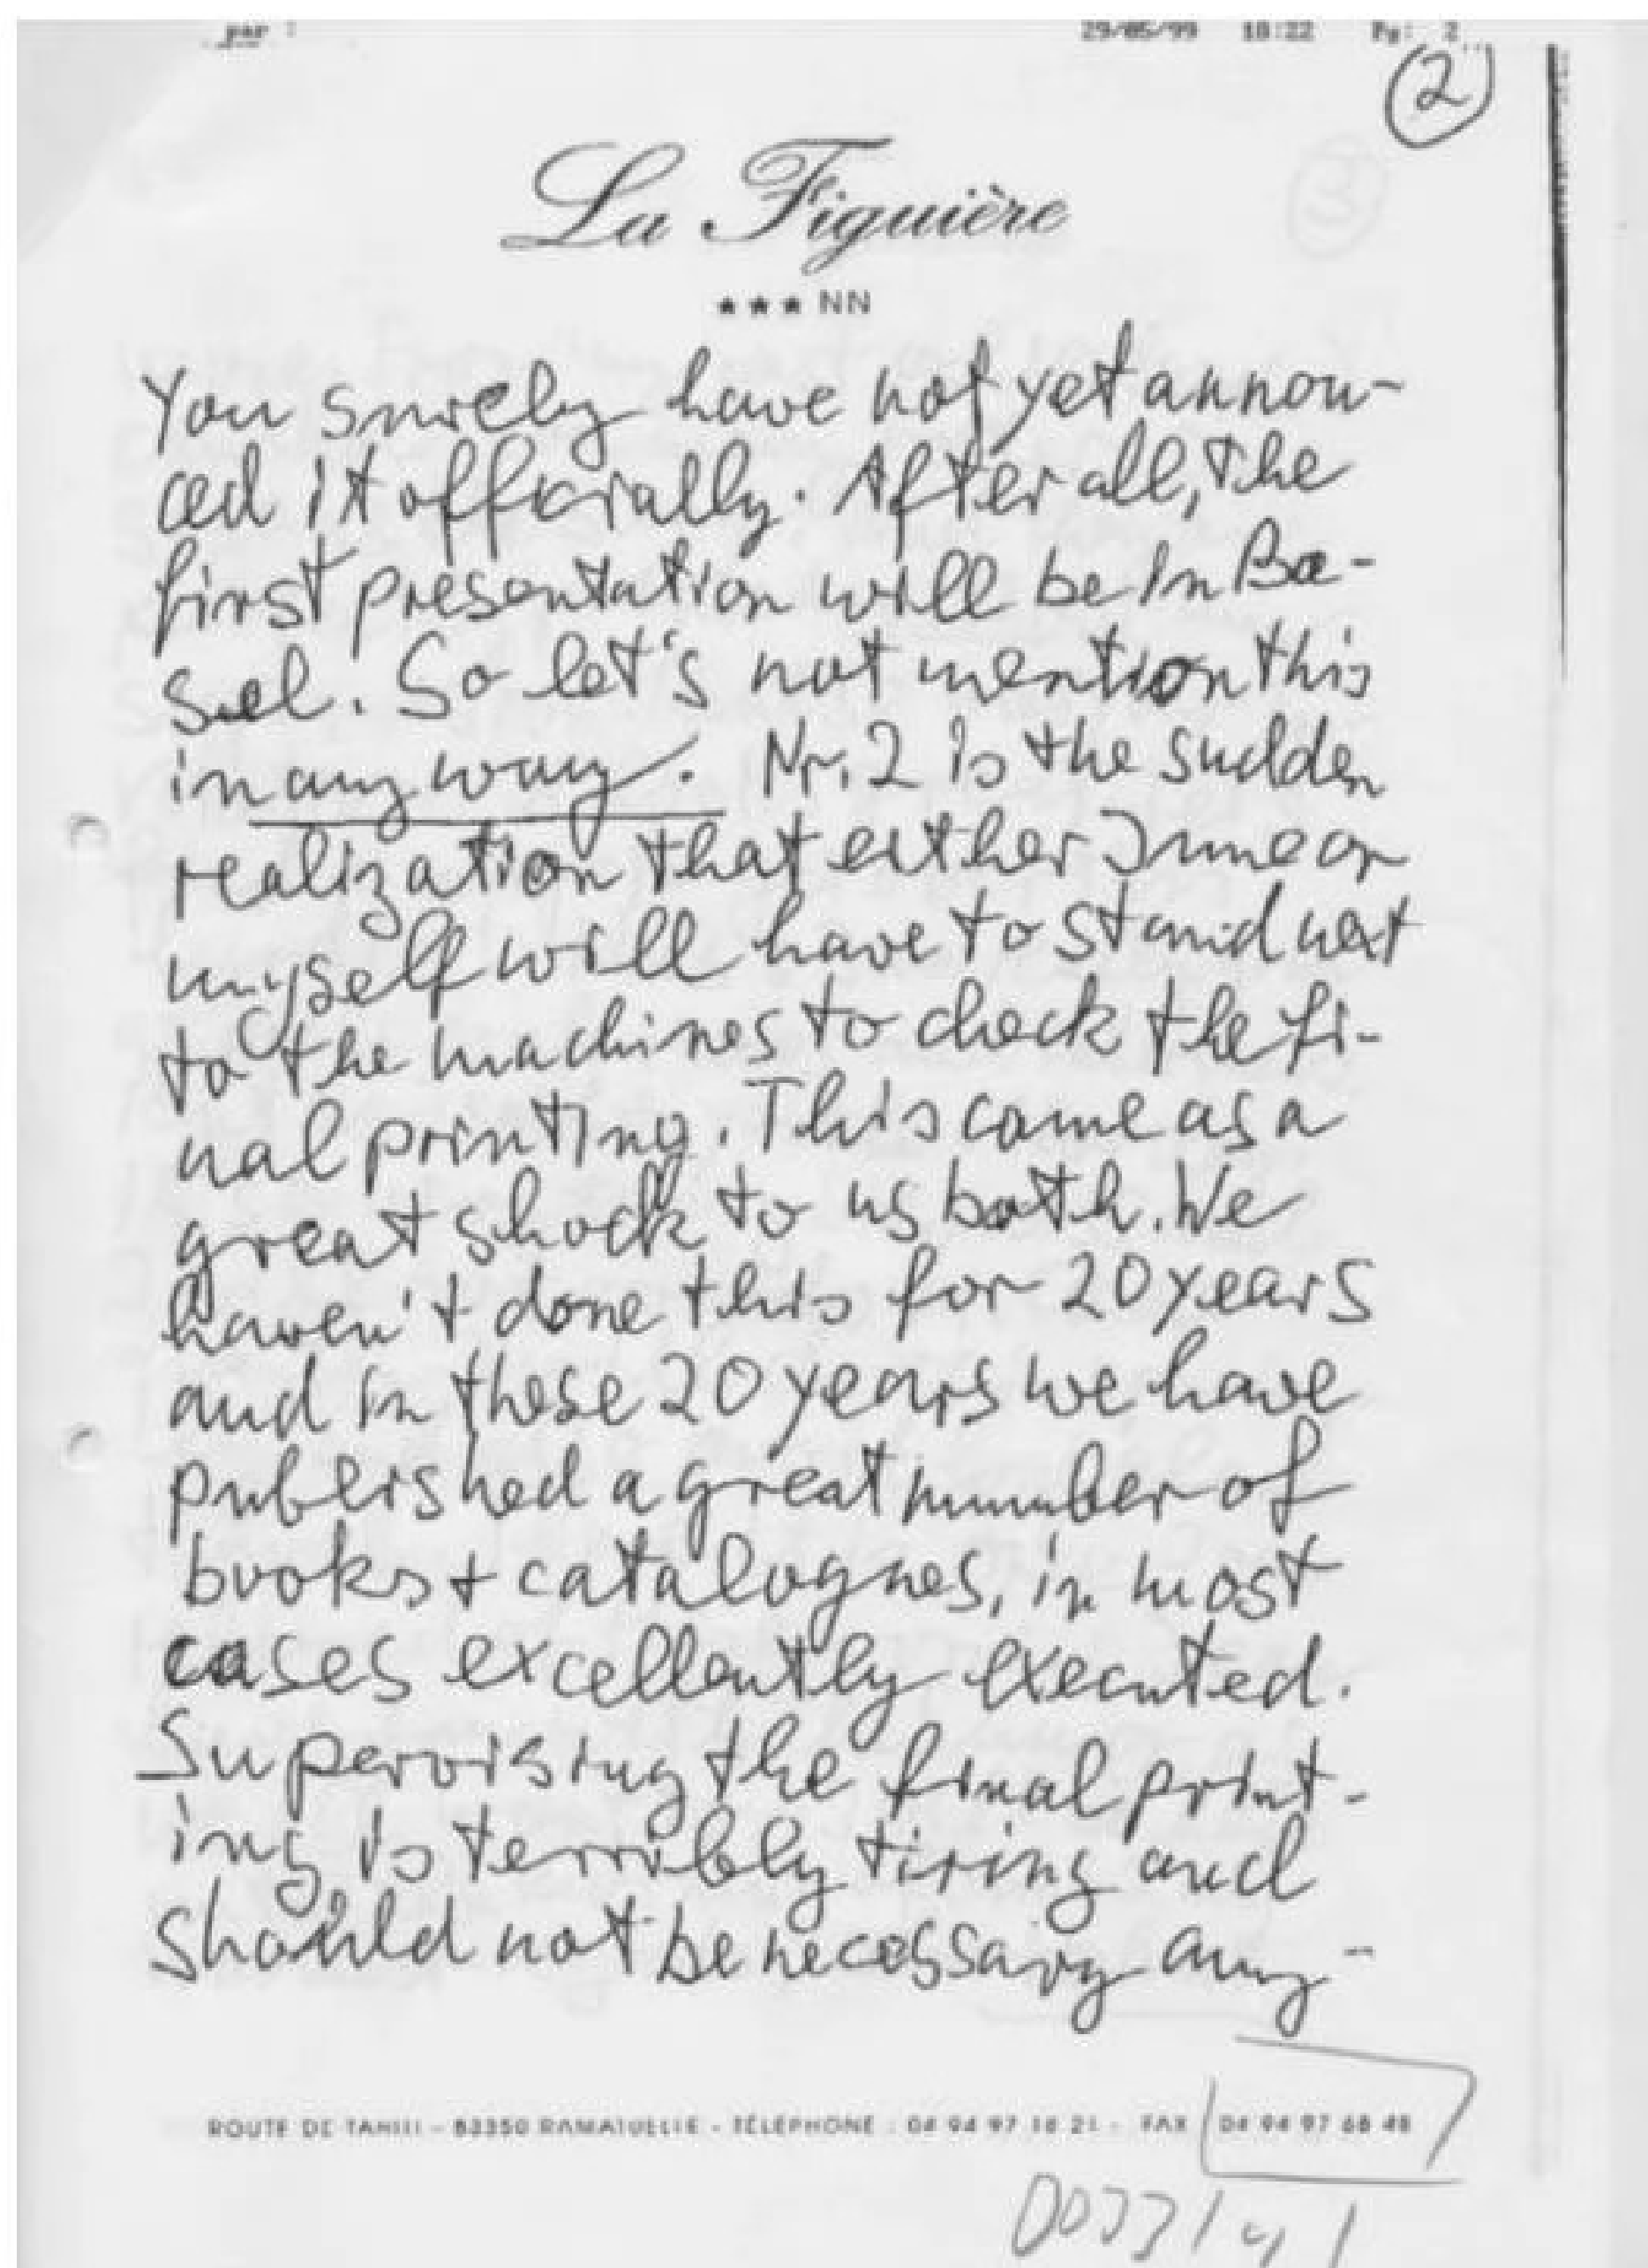 par :
29/05/99 18:22 Pg: 2
2
La Figuière
★★★ NN
You surely have not yet annou-
ced it officially. After all, the
first presentation will be in Ba-
sel. So let's not mention this
in any way. Nr. 2 is the sudden
realization that either June or
myself will have to stand next
to the machines to check the fi-
nal printing. This came as a
great shock to us both. We
haven't done this for 20 years
and in these 20 years we have
published a great number of
books + catalogues, in most
cases excellently executed.
Supervising the final print-
ing is terribly tiring and
should not be necessary any-
ROUTE DE TAHITI - 83350 RAMATUELLE - TÉLÉPHONE : 04 94 97 18 21 - FAX 04 94 97 68 48